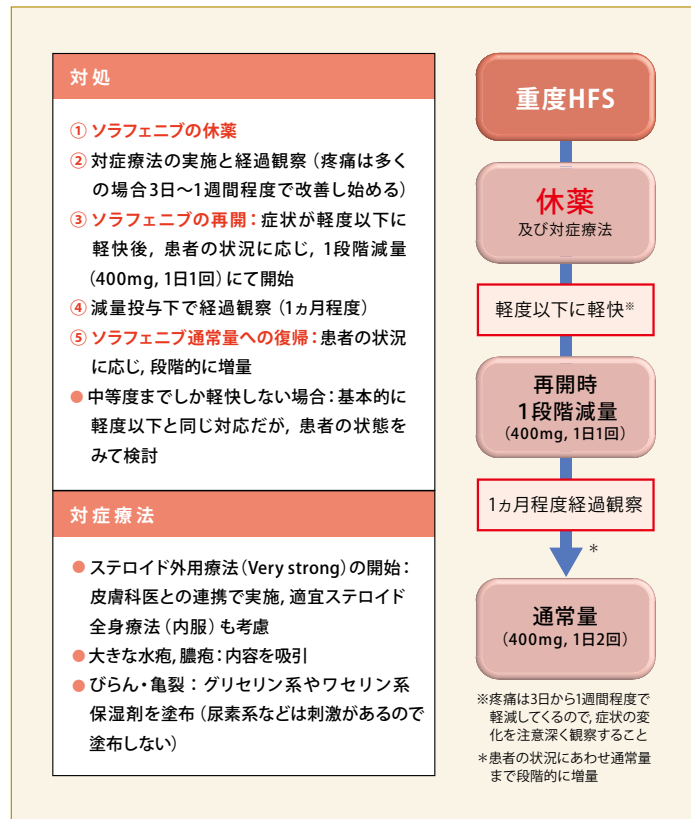 対処
① ソラフェニブの休薬
② 対症療法の実施と経過観察（疼痛は多く
の場合3日～1週間程度で改善し始める）
③ ソラフェニブの再開：症状が軽度以下に
軽快後，患者の状況に応じ，1段階減量
（400mg，1日1回）にて開始
④ 減量投与下で経過観察（1ヵ月程度）
⑤ ソラフェニブ通常量への復帰：患者の状況
に応じ，段階的に増量
● 中等度までしか軽快しない場合：基本的に
軽度以下と同じ対応だが，患者の状態を
みて検討
対症療法
● ステロイド外用療法（Very strong）の開始：
皮膚科医との連携で実施，適宜ステロイド
全身療法（内服）も考慮
● 大きな水疱，膿疱：内容を吸引
● びらん・亀裂：グリセリン系やワセリン系
保湿剤を塗布（尿素系などは刺激があるので
塗布しない）
重度HFS
休薬
及び対症療法
軽度以下に軽快※
再開時
1段階減量
（400mg，1日1回）
1ヵ月程度経過観察
＊
通常量
（400mg，1日2回）
※疼痛は3日から1週間程度で
軽減してくるので，症状の変
化を注意深く観察すること
＊患者の状況にあわせ通常量
まで段階的に増量